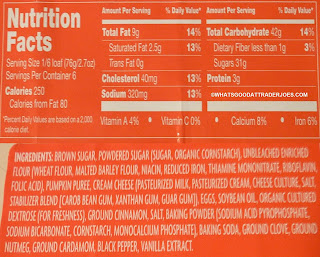 Nutrition
Facts
Serving Size 1/6 loaf (76g/2.7oz)
Servings Per Container 6
Calories 250
Calories from Fat 80
*Percent Daily Values are based on a 2,000
calorie diet.
Amount Per Serving % Daily Value*
Total Fat 9g 14%
Saturated Fat 2.5g 13%
Trans Fat 0g
Cholesterol 40mg 13%
Sodium 320mg 13%
Amount Per Serving % Daily Value*
Total Carbohydrate 42g 14%
Dietary Fiber less than 1g 3%
Sugars 31g
Protein 3g
©WHATSGOODATTRADERJOES.COM
Vitamin A 4% • Vitamin C 0% • Calcium 8% • Iron 6%
INGREDIENTS: BROWN SUGAR, POWDERED SUGAR (SUGAR, ORGANIC CORNSTARCH), UNBLEACHED ENRICHED
FLOUR (WHEAT FLOUR, MALTED BARLEY FLOUR, NIACIN, REDUCED IRON, THIAMINE MONONITRATE, RIBOFLAVIN,
FOLIC ACID), PUMPKIN PUREE, CREAM CHEESE (PASTEURIZED MILK, PASTEURIZED CREAM, CHEESE CULTURE, SALT,
STABILIZER BLEND [CAROB BEAN GUM, XANTHAN GUM, GUAR GUM]), EGGS, SOYBEAN OIL, ORGANIC CULTURED
DEXTROSE (FOR FRESHNESS), GROUND CINNAMON, SALT, BAKING POWDER (SODIUM ACID PYROPHOSPHATE,
SODIUM BICARBONATE, CORNSTARCH, MONOCALCIUM PHOSPHATE), BAKING SODA, GROUND CLOVE, GROUND
NUTMEG, GROUND CARDAMOM, BLACK PEPPER, VANILLA EXTRACT.